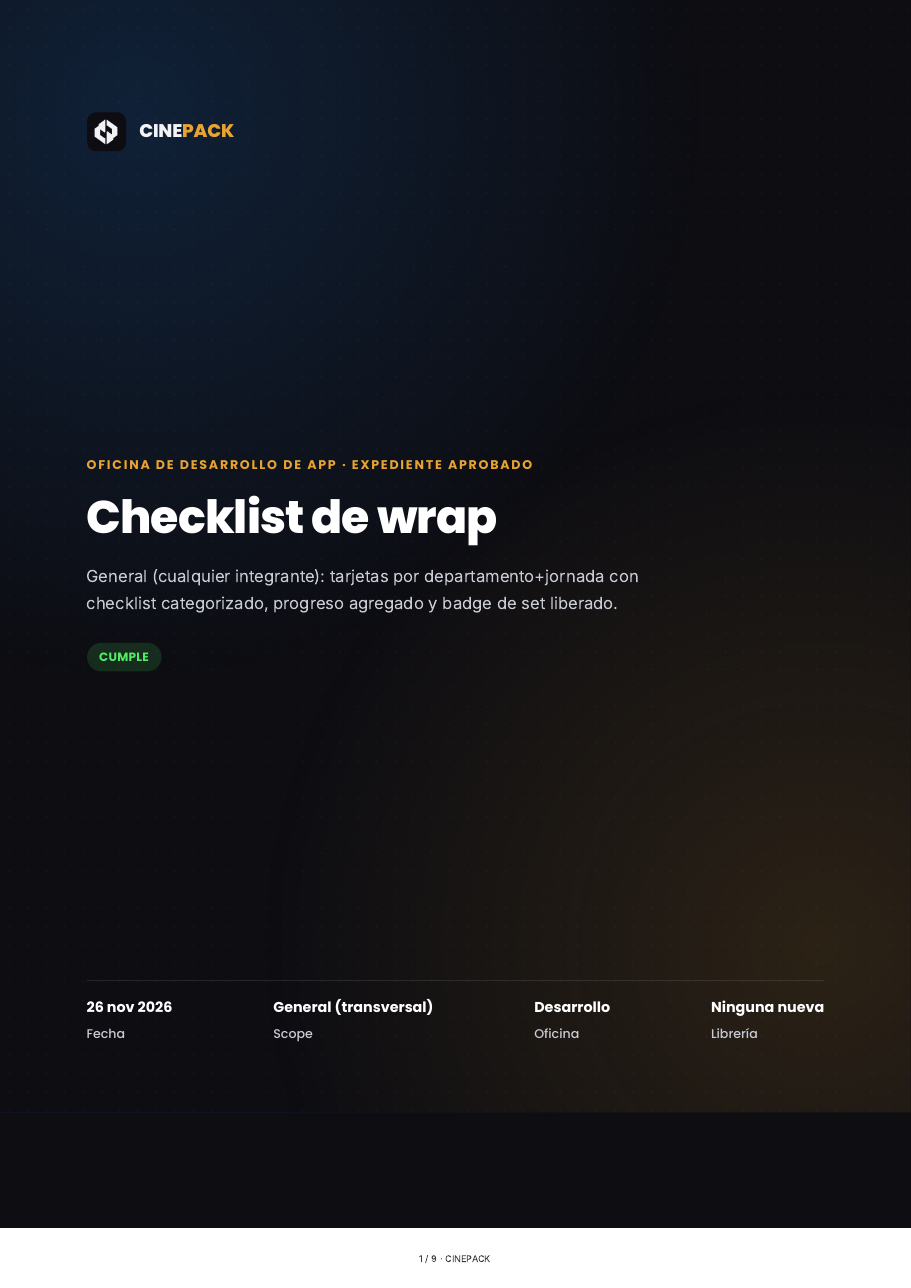 CINEPACK
OFICINA DE DESARROLLO DE APP · EXPEDIENTE APROBADO
Checklist de wrap
General (cualquier integrante): tarjetas por departamento+jornada con
checklist categorizado, progreso agregado y badge de set liberado.
CUMPLE
26 nov 2026 General (transversal) Desarrollo Ninguna nueva
Fecha Scope Oficina Librería
1 / 9 · CINEPACK